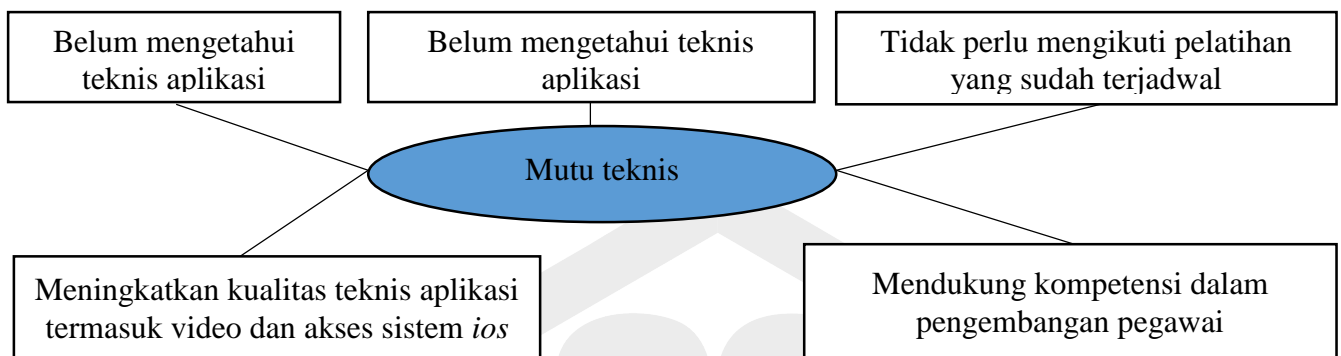 Belum mengetahui
teknis aplikasi
Belum mengetahui teknis
aplikasi
Tidak perlu mengikuti pelatihan
yang sudah terjadwal
Mutu teknis
Meningkatkan kualitas teknis aplikasi
termasuk video dan akses sistem ios
Mendukung kompetensi dalam
pengembangan pegawai